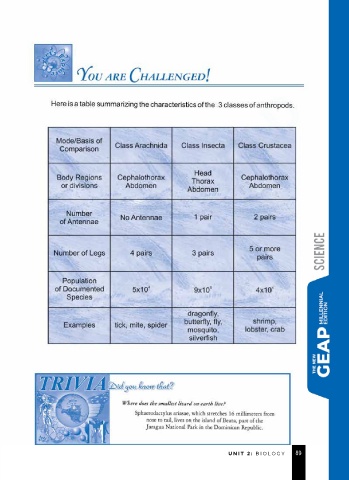 YOU ARE CHALLENGED!
Here is a table summarizing the characteristics of the 3 classes of anthropods.
Mode/Basis of Comparison Class Arachnida Class Insecta Class Crustacea
Body Regions or divisions Cephalothorax Abdomen Head Thorax Abdomen Cephalothorax Abdomen
Number of Antennae No Antennae 1 pair 2 pairs
Number of Legs 4 pairs 3 pairs 5 or more pairs
Population of Documented Species 5x10 9x10 4x10
Examples tick, mite, spider dragonfly, butterfly, fly, mosquito, silverfish shrimp, lobster, crab
TRIVIA Did you know that?
Where does the smallest lizard on earth live?
Sphaerodactylus ariasae, which stretches 16 millimeters from
nose to tail, lives on the island of Beata, part of the
Jaragua National Park in the Dominican Republic.
UNIT 2: BIOLOGY 89
THE NEW GEAP MILLENNIAL EDITION SCIENCE